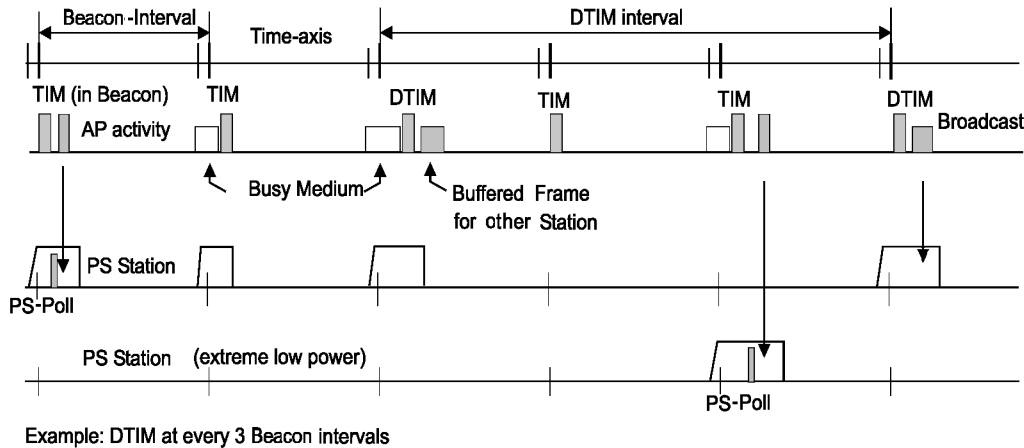 Beacon-Interval
DTIM interval
Time-axis
TIM (in Beacon)
TIM
DTIM
TIM
TIM
DTIM
AP activity
Broadcast
Busy Medium
Buffered Frame
for other Station
PS Station
PS-Poll
PS Station (extreme low power)
PS-Poll
Example: DTIM at every 3 Beacon intervals